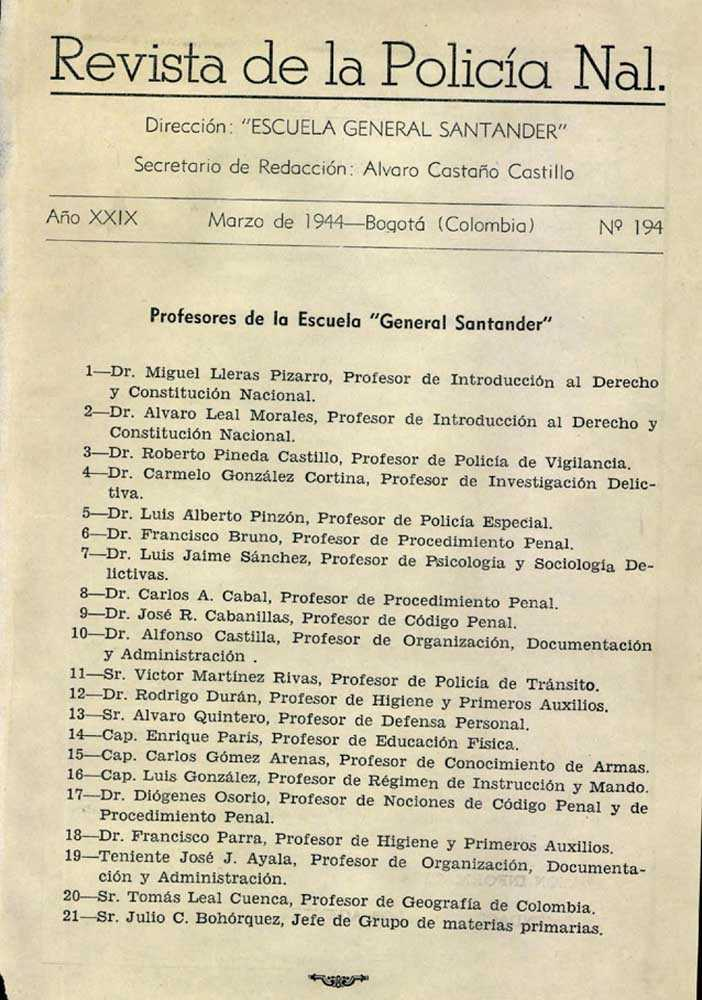 Revista de la Policía Nal.
Dirección: "ESCUELA GENERAL SANTANDER"
Secretario de Redacción: Alvaro Castaño Castillo
Año XXIX Marzo de 1944—Bogotá (Colombia) Nº 194
Profesores de la Escuela "General Santander"
1—Dr. Miguel Lleras Pizarro, Profesor de Introducción al Derecho
y Constitución Nacional.
2—Dr. Alvaro Leal Morales, Profesor de Introducción al Derecho y
Constitución Nacional.
3—Dr. Roberto Pineda Castillo, Profesor de Policía de Vigilancia.
4—Dr. Carmelo González Cortina, Profesor de Investigación Delic-
tiva.
5—Dr. Luis Alberto Pinzón, Profesor de Policía Especial.
6—Dr. Francisco Bruno, Profesor de Procedimiento Penal.
7—Dr. Luis Jaime Sánchez, Profesor de Psicología y Sociología De-
lictivas.
8—Dr. Carlos A. Cabal, Profesor de Procedimiento Penal.
9—Dr. José R. Cabanillas, Profesor de Código Penal.
10—Dr. Alfonso Castilla, Profesor de Organización, Documentación
y Administración .
11—Sr. Victor Martínez Rivas, Profesor de Policía de Tránsito.
12—Dr. Rodrigo Durán, Profesor de Higiene y Primeros Auxilios.
13—Sr. Alvaro Quintero, Profesor de Defensa Personal.
14—Cap. Enrique París, Profesor de Educación Física.
15—Cap. Carlos Gómez Arenas, Profesor de Conocimiento de Armas.
16—Cap. Luis González, Profesor de Régimen de Instrucción y Mando.
17—Dr. Diógenes Osorio, Profesor de Nociones de Código Penal y de
Procedimiento Penal.
18—Dr. Francisco Parra, Profesor de Higiene y Primeros Auxilios.
19—Teniente José J. Ayala, Profesor de Organización, Documenta-
ción y Administración.
20—Sr. Tomás Leal Cuenca, Profesor de Geografía de Colombia.
21—Sr. Julio C. Bohórquez, Jefe de Grupo de materias primarias.